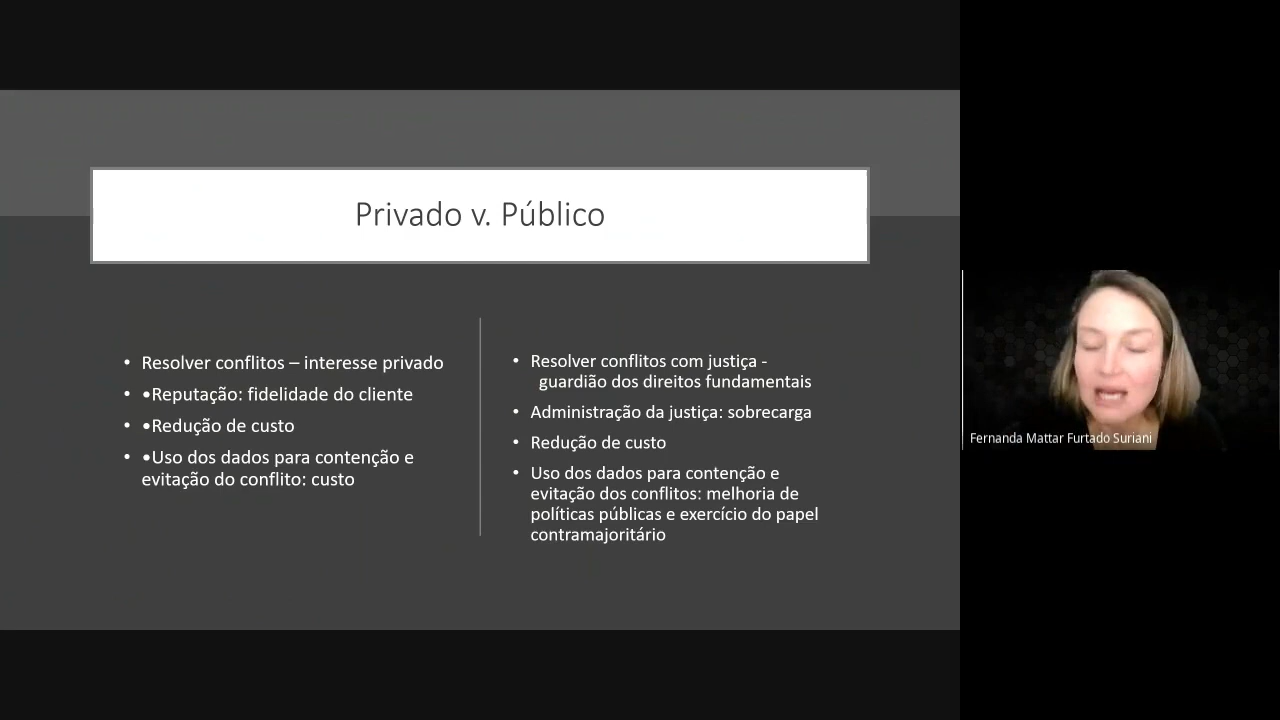 Privado v. Público
• Resolver conflitos – interesse privado
• •Reputação: fidelidade do cliente
• •Redução de custo
• •Uso dos dados para contenção e
evitação do conflito: custo
• Resolver conflitos com justiça -
guardião dos direitos fundamentais
• Administração da justiça: sobrecarga
• Redução de custo
• Uso dos dados para contenção e
evitação dos conflitos: melhoria de
políticas públicas e exercício do papel
contramajoritário
Fernanda Mattar Furtado Suriani